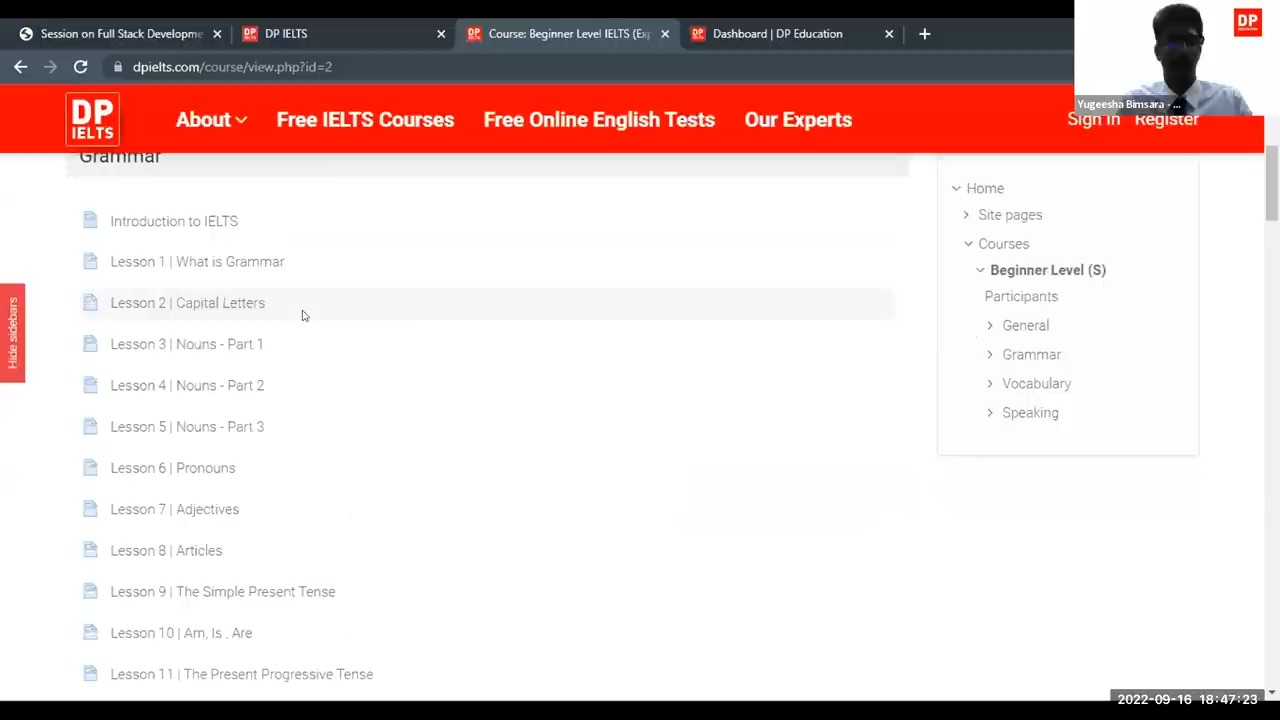 Session on Full Stack Developme
DP IELTS
Course: Beginner Level IELTS (Ex
Dashboard | DP Education
dpielts.com/course/view.php?id=2
DP
Yugeesha Bimsara - ...
DP
IELTS
About
Free IELTS Courses
Free Online English Tests
Our Experts
Sign In
Register
Grammar
Introduction to IELTS
Lesson 1 | What is Grammar
Lesson 2 | Capital Letters
Lesson 3 | Nouns - Part 1
Lesson 4 | Nouns - Part 2
Lesson 5 | Nouns - Part 3
Lesson 6 | Pronouns
Lesson 7 | Adjectives
Lesson 8 | Articles
Lesson 9 | The Simple Present Tense
Lesson 10 | Am, Is , Are
Lesson 11 | The Present Progressive Tense
Home
Site pages
Courses
Beginner Level (S)
Participants
General
Grammar
Vocabulary
Speaking
Hide sidebars
2022-09-16 18:47:23